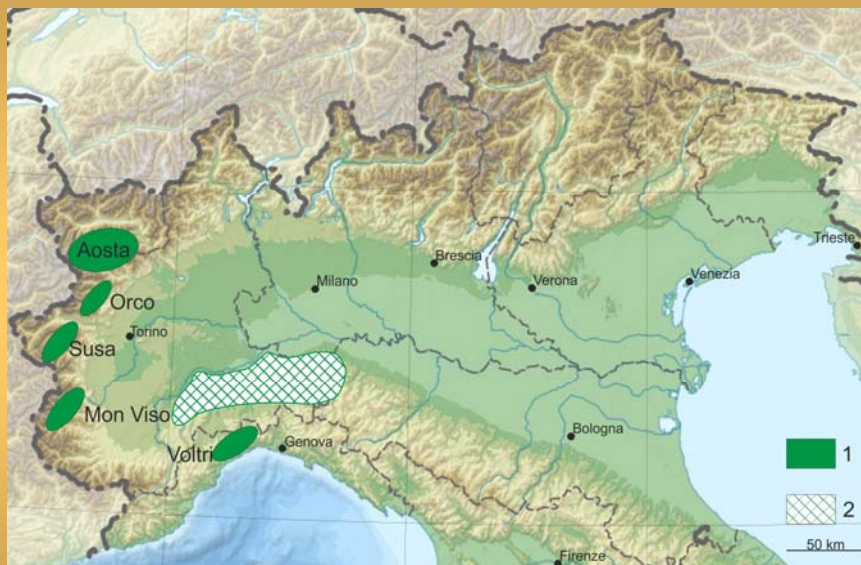 Aosta
Orco
Susa
Mon Viso
Voltri
Torino
Milano
Brescia
Verona
Venezia
Trieste
Genova
Bologna
Firenze
1
2
50 km